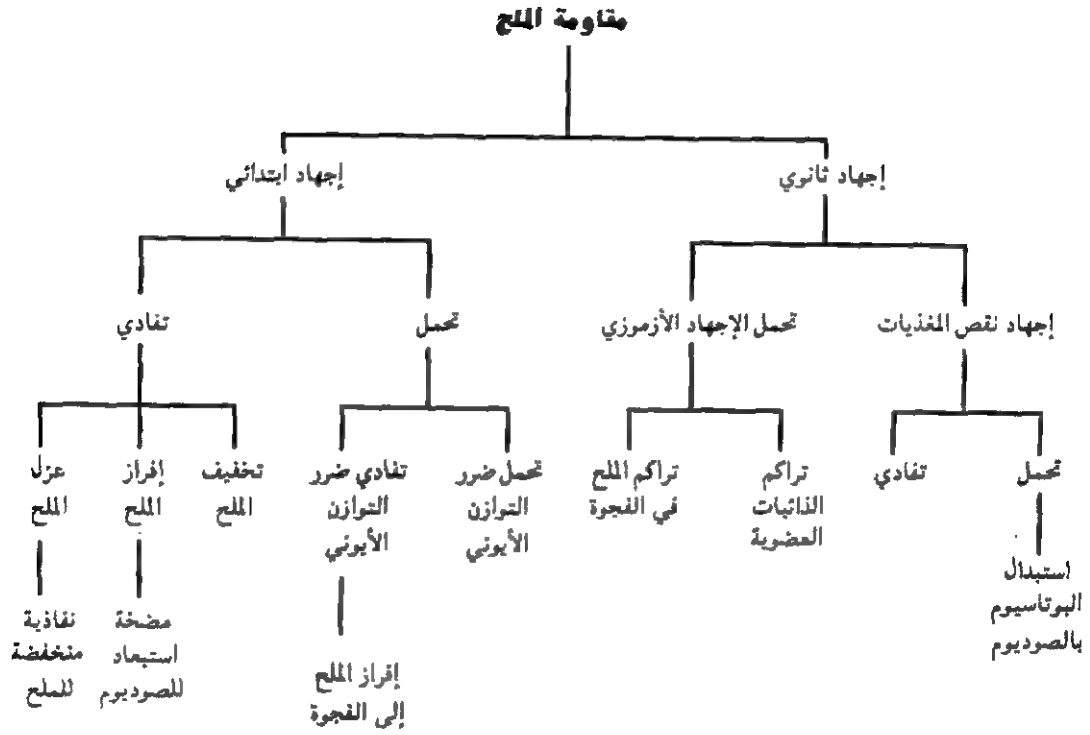 مقاومة الملح
إجهاد ثانوي
إجهاد ابتدائي
إجهاد نقص المغذيات
تحمل الإجهاد الأزموزي
تحمل
تفادي
تحمل
تفادي
تراكم
الذائبات
العضوية
تراكم الملح
في الفجوة
تحمل ضرر
التوازن
الأيوني
تفادي ضرر
التوازن
الأيوني
تخفيف
الملح
إفراز
الملح
عزل
الملح
استبدال
البوتاسيوم
بالصوديوم
إفراز الملح
إلى الفجوة
مضخة
استبعاد
للصوديوم
نفاذية
منخفضة
للملح